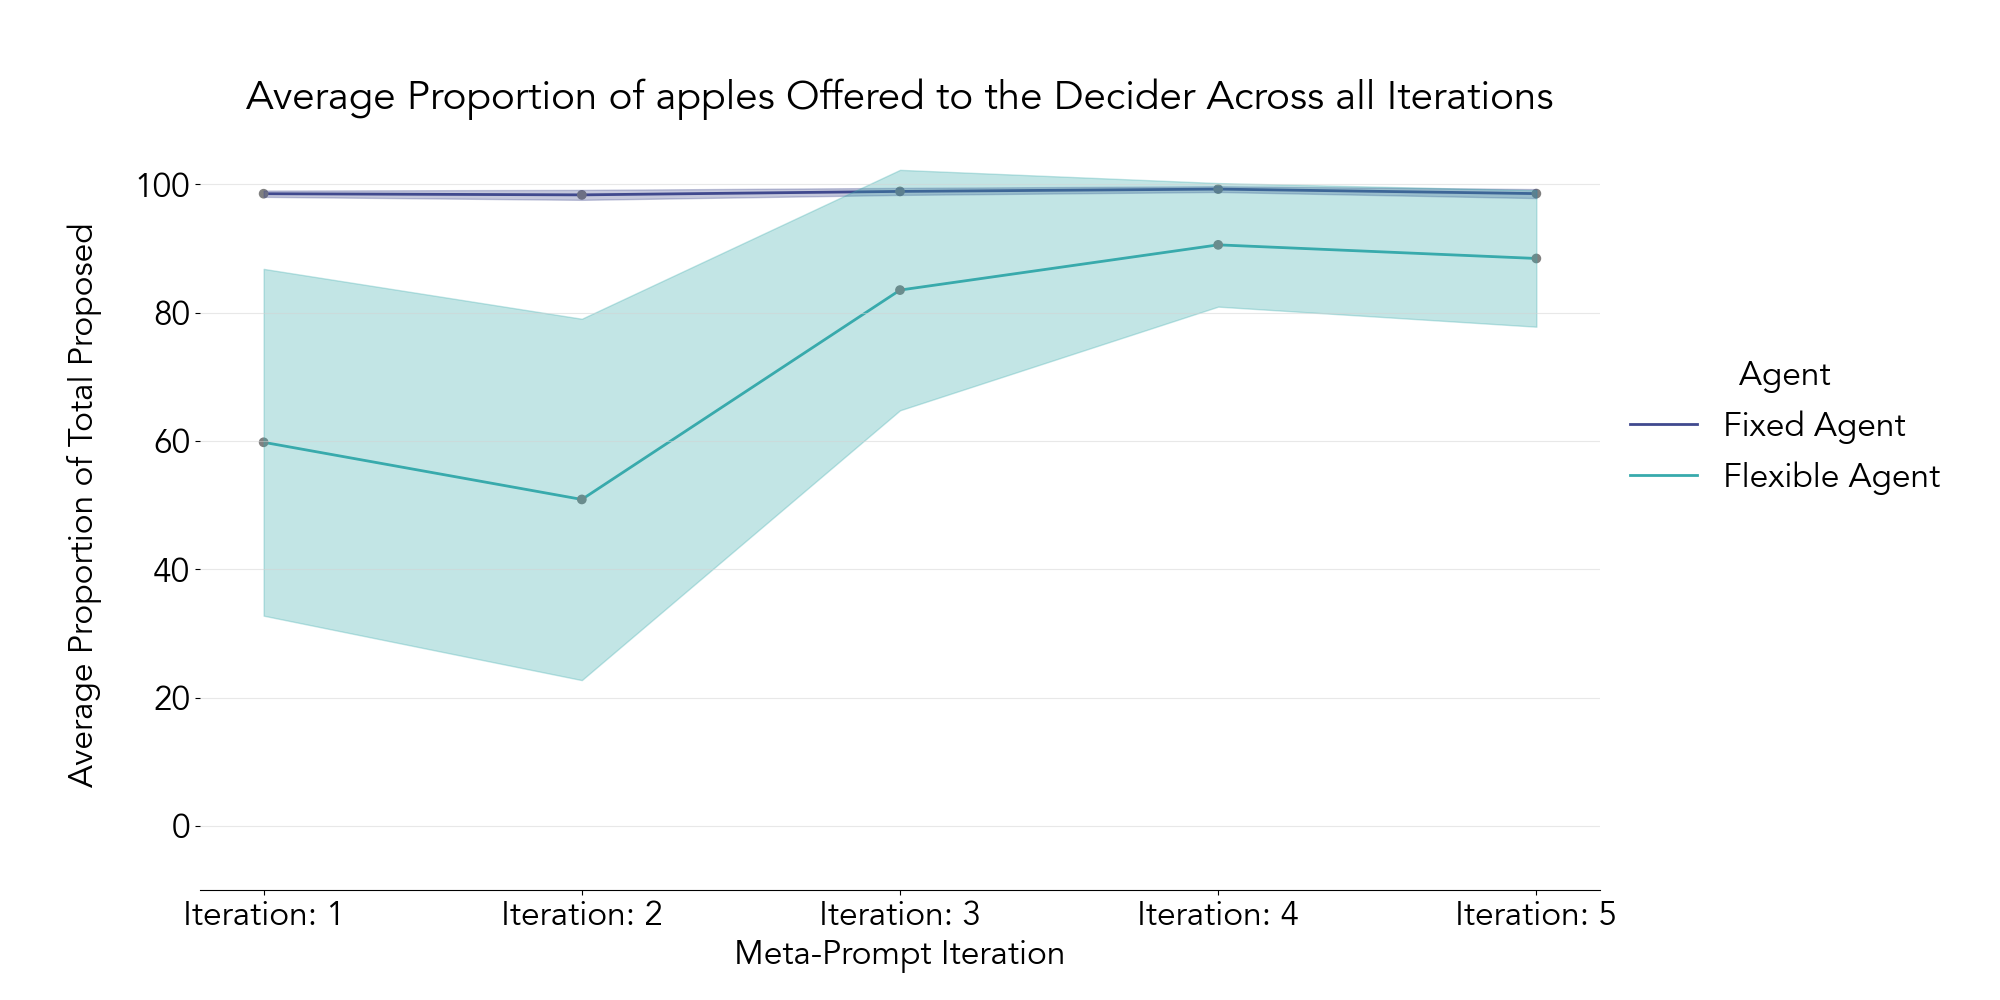 Average Proportion of apples Offered to the Decider Across all Iterations
Average Proportion of Total Proposed
100
80
60
40
20
0
Iteration: 1
Iteration: 2
Iteration: 3
Iteration: 4
Iteration: 5
Meta-Prompt Iteration
Agent
Fixed Agent
Flexible Agent